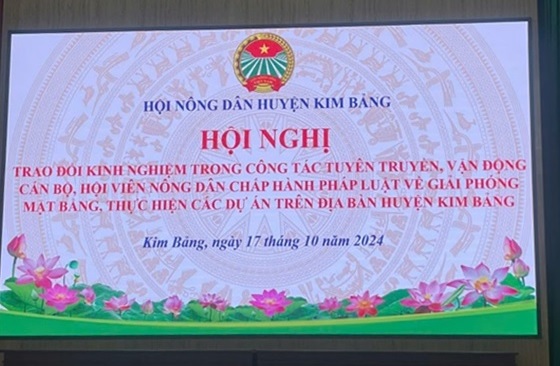 HỘI NÔNG DÂN HUYỆN KIM BẢNG
HỘI NGHỊ
TRAO ĐỔI KINH NGHIỆM TRONG CÔNG TÁC TUYÊN TRUYỀN, VẬN ĐỘNG
CÁN BỘ, HỘI VIÊN NÔNG DÂN CHẤP HÀNH PHÁP LUẬT VỀ GIẢI PHÓNG
MẶT BẰNG, THỰC HIỆN CÁC DỰ ÁN TRÊN ĐỊA BÀN HUYỆN KIM BẢNG
Kim Bảng, ngày 17 tháng 10 năm 2024